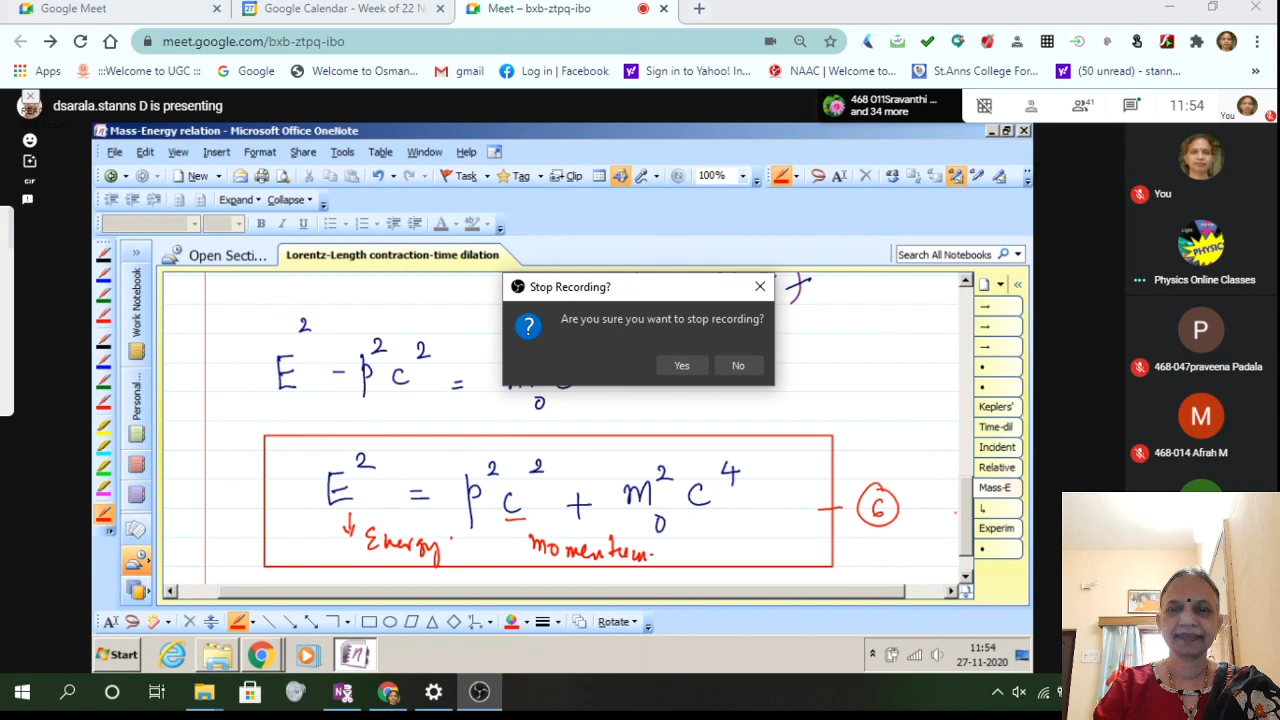 Google Meet
Google Calendar - Week of 22 N
Meet – bxb-ztpq-ibo
meet.google.com/bxb-ztpq-ibo
Apps
:::Welcome to UGC :::
Google
Welcome to Osman...
gmail
Log in | Facebook
Sign in to Yahoo! In...
NAAC | Welcome to...
St.Anns College For...
(50 unread) - stann...
»
dsarala.stanns D is presenting
468 011Sravanthi ...
and 34 more
41
11:54
You
GIF
Mass-Energy relation - Microsoft Office OneNote
File Edit View Insert Format Share Tools Table Window Help
New
Task
Tag
Clip
100%
Expand
Collapse
B I U
Open Secti...
Lorentz-Length contraction-time dilation
Search All Notebooks
Work Notebook
Personal...
Stop Recording?
Are you sure you want to stop recording?
Yes
No
E² - p²c² =
E² = p²c² + m₀²c⁴ — 6
Energy. Momentum.
Keplers'
Time-dil
Incident
Relative
Mass-E
Experim
Rotate
Start
11:54
27-11-2020
You
PHYSIC
Physics Online Classes
P
468-047praveena Padala
M
468-014 Afrah M